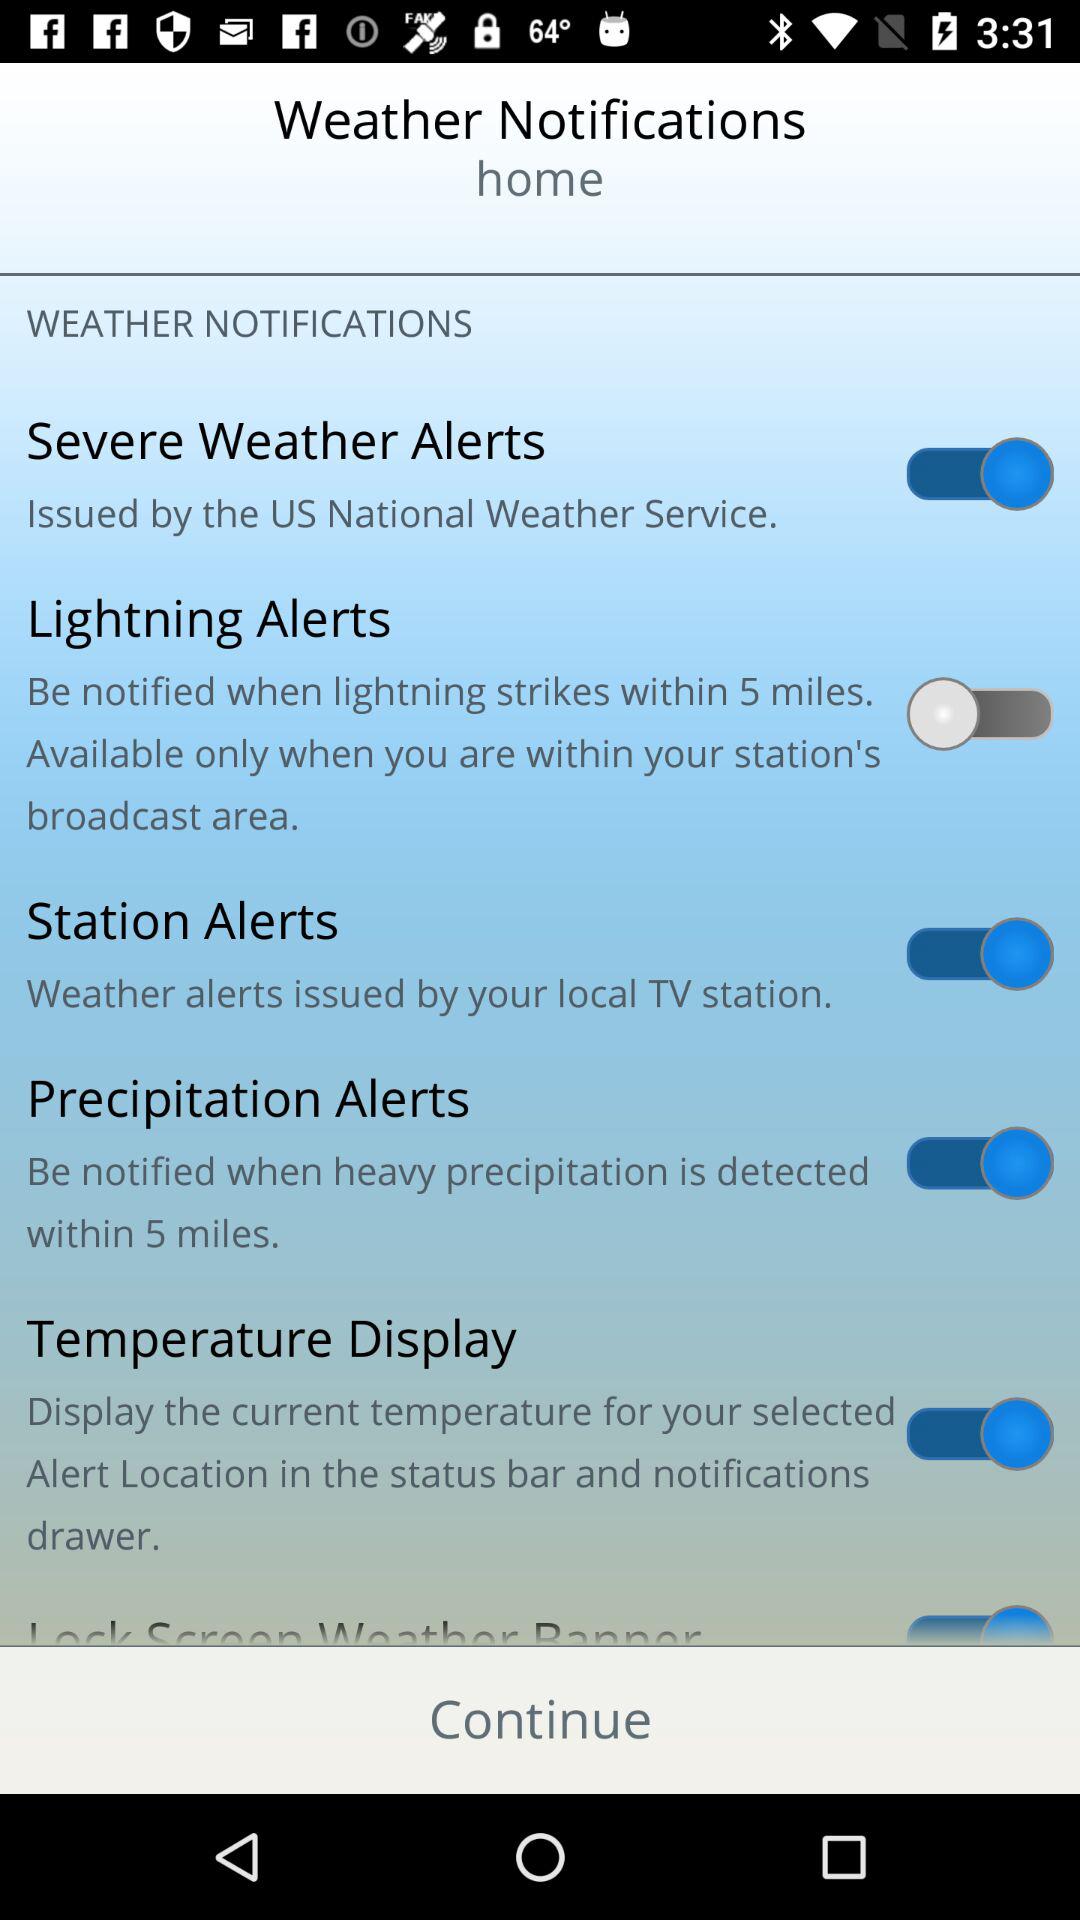 FAKE 64° 3:31
Weather Notifications
home
WEATHER NOTIFICATIONS
Severe Weather Alerts
Issued by the US National Weather Service.
Lightning Alerts
Be notified when lightning strikes within 5 miles.
Available only when you are within your station's
broadcast area.
Station Alerts
Weather alerts issued by your local TV station.
Precipitation Alerts
Be notified when heavy precipitation is detected
within 5 miles.
Temperature Display
Display the current temperature for your selected
Alert Location in the status bar and notifications
drawer.
Lock Screen Weather Banner
Continue